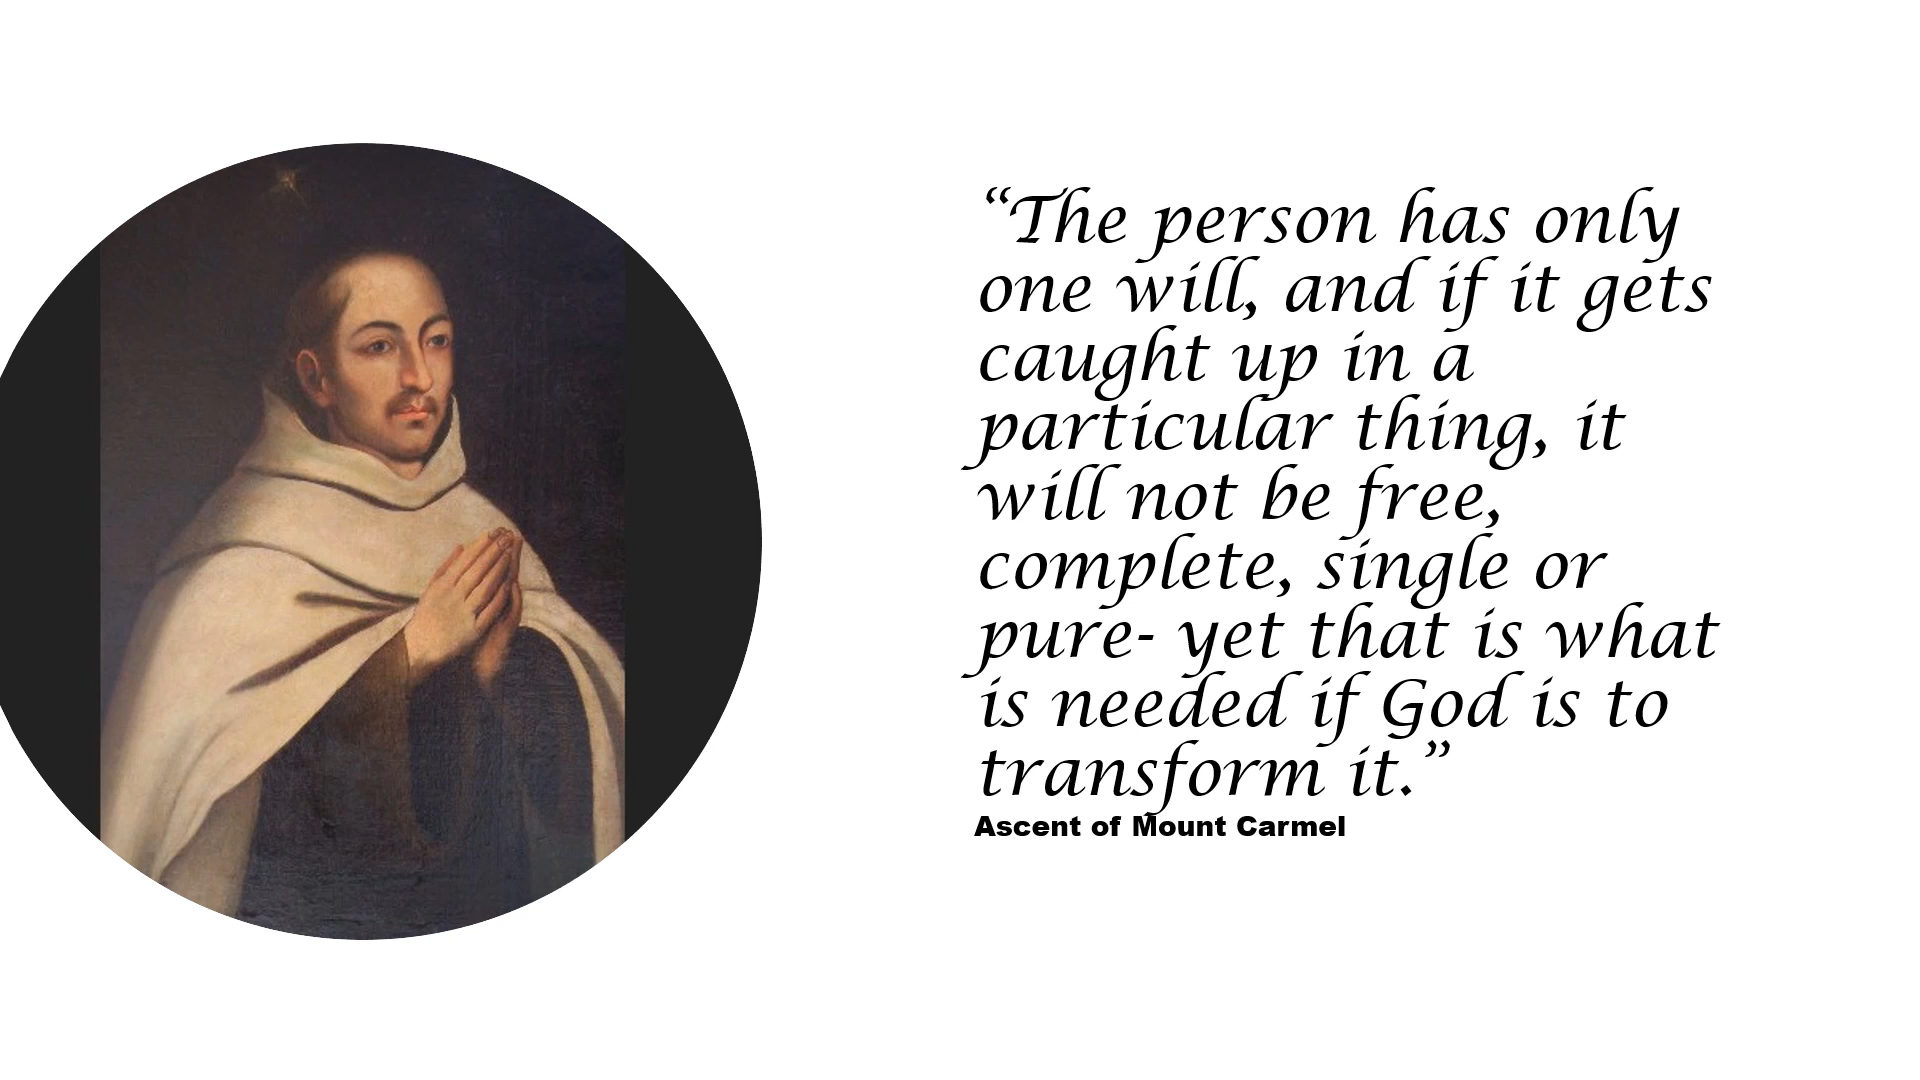 “The person has only
one will, and if it gets
caught up in a
particular thing, it
will not be free,
complete, single or
pure- yet that is what
is needed if God is to
transform it.”
Ascent of Mount Carmel